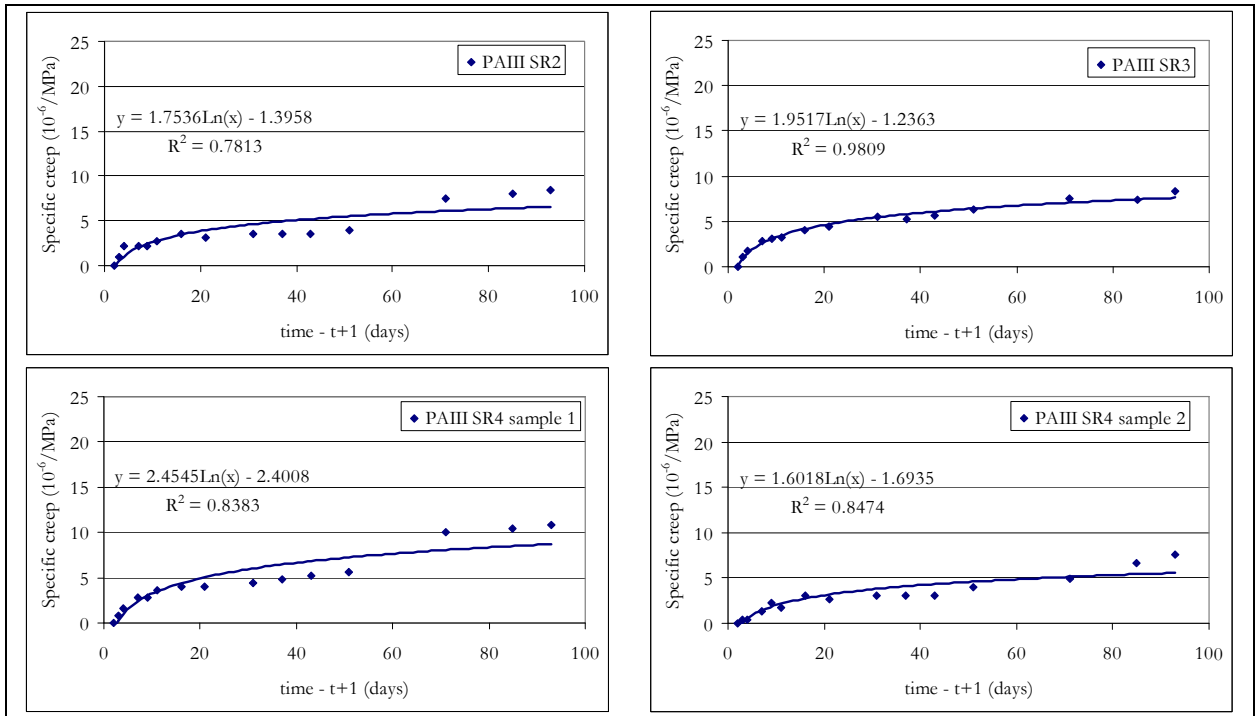 25
20
15
10
5
0
Specific creep (10⁻⁶/MPa)
PAIII SR2
y = 1.7536Ln(x) - 1.3958
R² = 0.7813
0 20 40 60 80 100
time - t+1 (days)
25
20
15
10
5
0
Specific creep (10⁻⁶/MPa)
PAIII SR3
y = 1.9517Ln(x) - 1.2363
R² = 0.9809
0 20 40 60 80 100
time - t+1 (days)
25
20
15
10
5
0
Specific creep (10⁻⁶/MPa)
PAIII SR4 sample 1
y = 2.4545Ln(x) - 2.4008
R² = 0.8383
0 20 40 60 80 100
time - t+1 (days)
25
20
15
10
5
0
Specific creep (10⁻⁶/MPa)
PAIII SR4 sample 2
y = 1.6018Ln(x) - 1.6935
R² = 0.8474
0 20 40 60 80 100
time - t+1 (days)